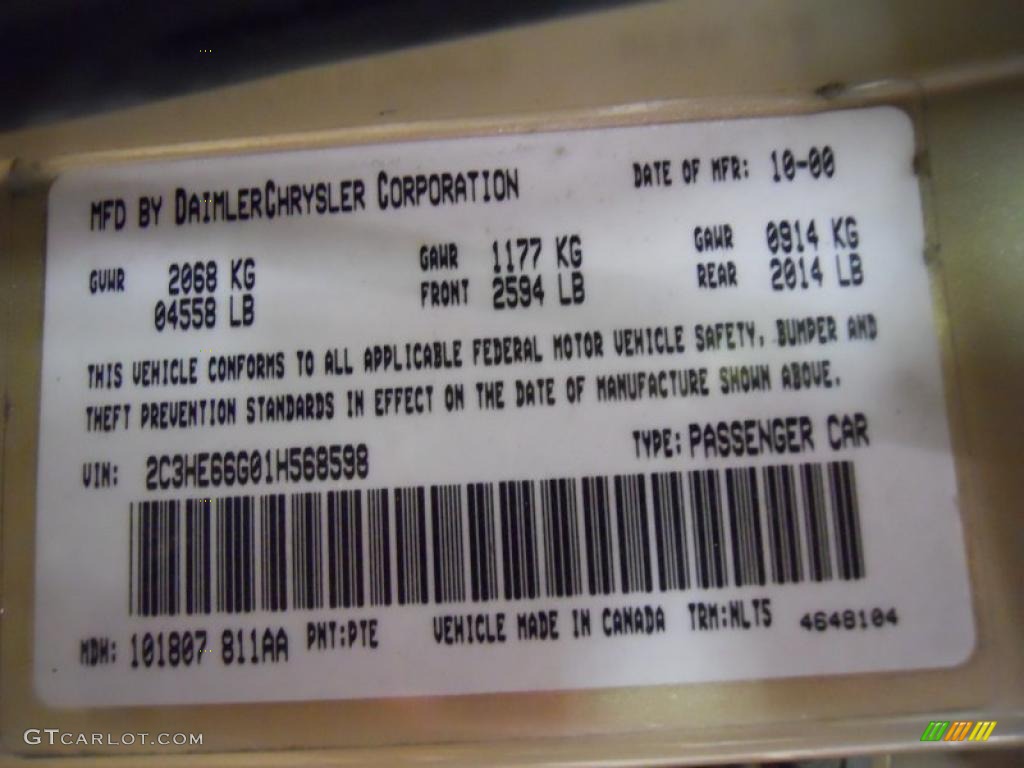 MFD BY DAIMLERCHRYSLER CORPORATION DATE OF MFR: 10-00
GVWR 2068 KG GAWR 1177 KG GAWR 0914 KG
04558 LB FRONT 2594 LB REAR 2014 LB
THIS VEHICLE CONFORMS TO ALL APPLICABLE FEDERAL MOTOR VEHICLE SAFETY, BUMPER AND
THEFT PREVENTION STANDARDS IN EFFECT ON THE DATE OF MANUFACTURE SHOWN ABOVE.
VIN: 2C3HE66G01H568598 TYPE: PASSENGER CAR
MDH: 101807 811AA PNT:PTE VEHICLE MADE IN CANADA TRM:NLT5 4648104
GTCARLOT.COM